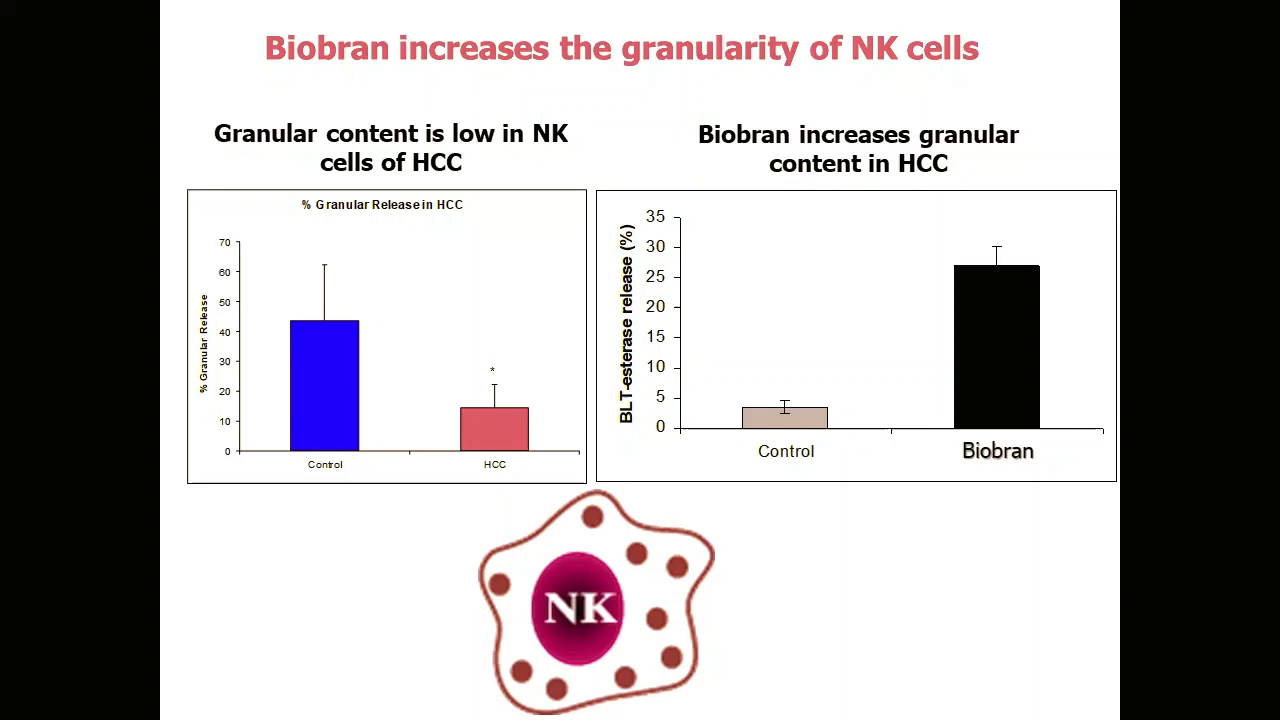 Biobran increases the granularity of NK cells
Granular content is low in NK
cells of HCC
% Granular Release in HCC
% Granular Release
70
60
50
40
30
20
10
0
*
Control
HCC
Biobran increases granular
content in HCC
BLT-esterase release (%)
35
30
25
20
15
10
5
0
Control
Biobran
NK